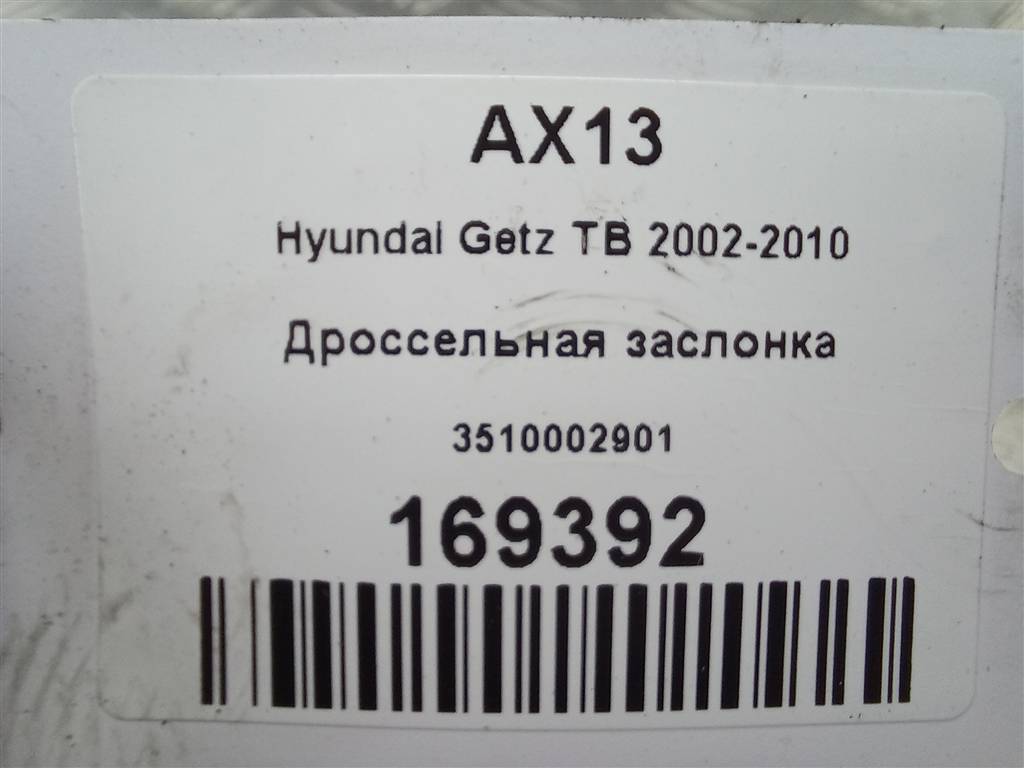 AX13
Hyundai Getz TB 2002-2010
Дроссельная заслонка
3510002901
169392